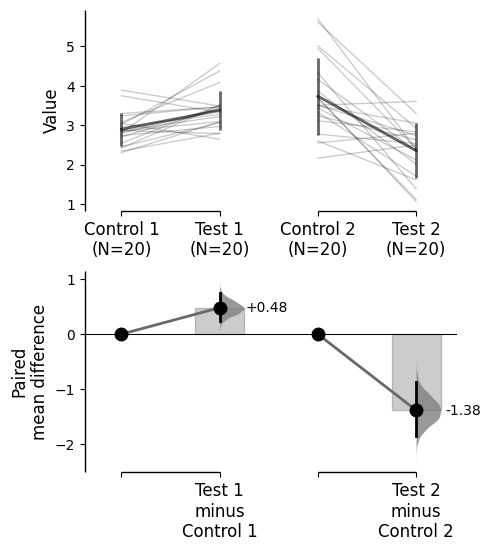 5
4
3
2
1
Value
Control 1
(N=20)
Test 1
(N=20)
Control 2
(N=20)
Test 2
(N=20)
1
0
−1
−2
Paired
mean difference
+0.48
-1.38
Test 1
minus
Control 1
Test 2
minus
Control 2